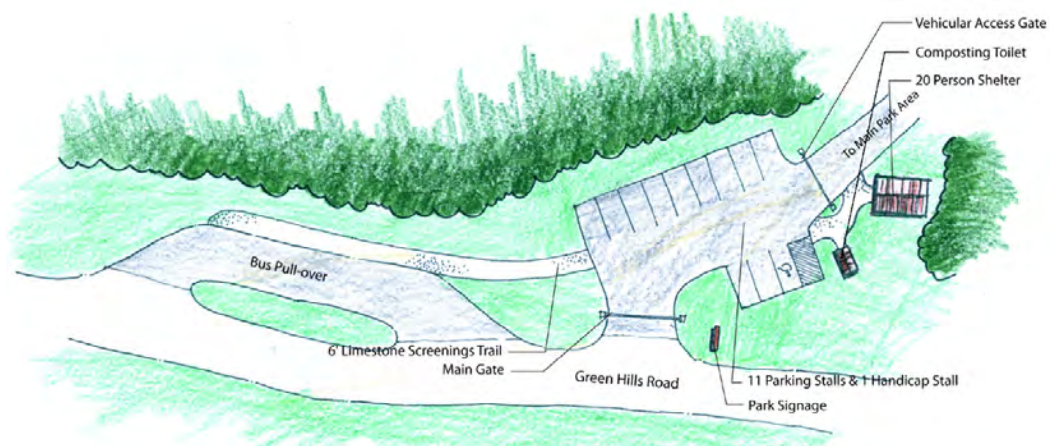 Vehicular Access Gate
Composting Toilet
20 Person Shelter
To Main Park Area
Bus Pull-over
6' Limestone Screenings Trail
Main Gate
Green Hills Road
11 Parking Stalls & 1 Handicap Stall
Park Signage